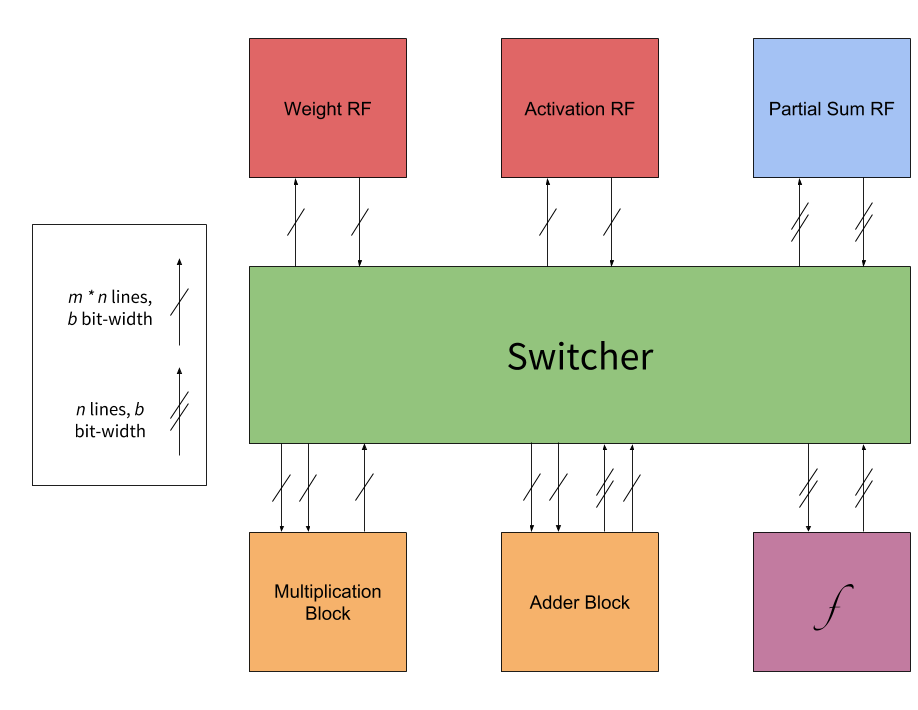 Weight RF
Activation RF
Partial Sum RF
m * n lines,
b bit-width
n lines, b
bit-width
Switcher
Multiplication
Block
Adder Block
f